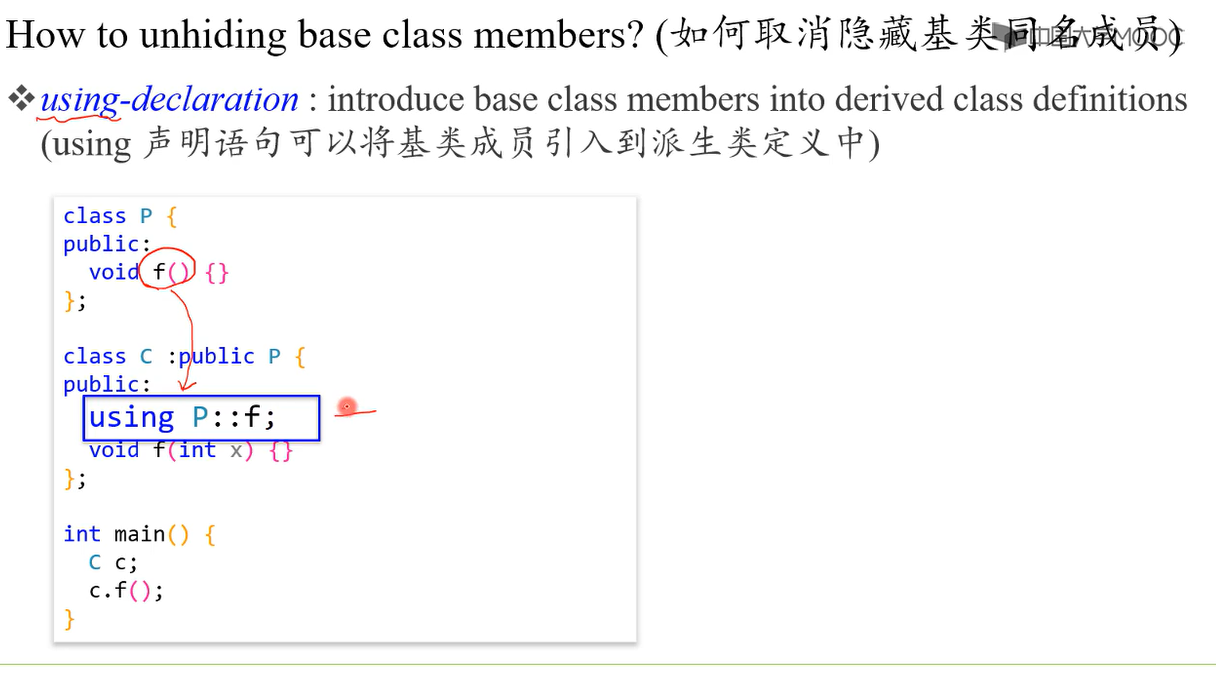 How to unhiding base class members? (如何取消隐藏基类同名成员)
中国大学MOOC
❖using-declaration : introduce base class members into derived class definitions
(using 声明语句可以将基类成员引入到派生类定义中)
class P {
public:
void f() {}
};
class C :public P {
public:
using P::f;
void f(int x) {}
};
int main() {
C c;
c.f();
}